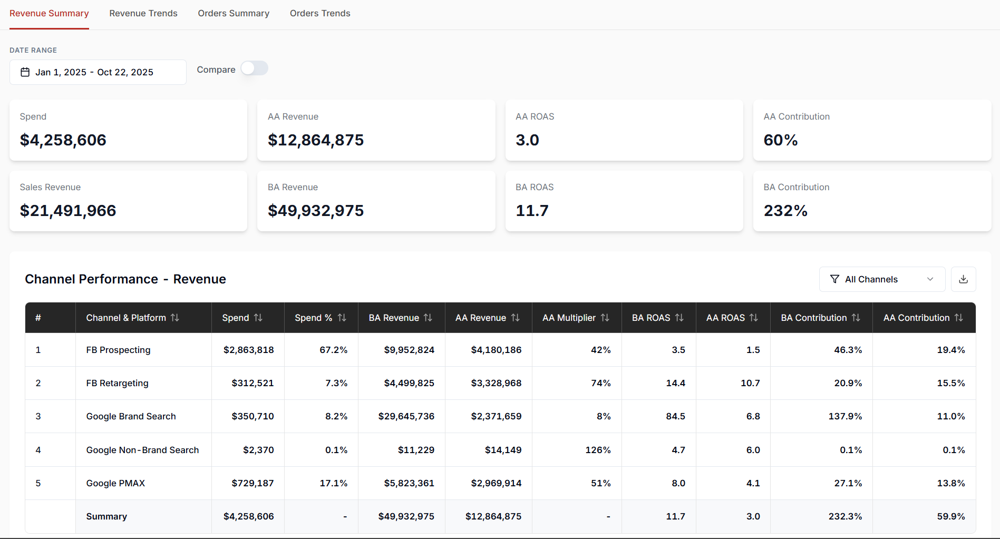 Revenue Summary Revenue Trends Orders Summary Orders Trends
DATE RANGE
Jan 1, 2025 - Oct 22, 2025 Compare
Spend AA Revenue AA ROAS AA Contribution
$4,258,606 $12,864,875 3.0 60%
Sales Revenue BA Revenue BA ROAS BA Contribution
$21,491,966 $49,932,975 11.7 232%
Channel Performance - Revenue All Channels
# Channel & Platform Spend Spend % BA Revenue AA Revenue AA Multiplier BA ROAS AA ROAS BA Contribution AA Contribution
1 FB Prospecting $2,863,818 67.2% $9,952,824 $4,180,186 42% 3.5 1.5 46.3% 19.4%
2 FB Retargeting $312,521 7.3% $4,499,825 $3,328,968 74% 14.4 10.7 20.9% 15.5%
3 Google Brand Search $350,710 8.2% $29,645,736 $2,371,659 8% 84.5 6.8 137.9% 11.0%
4 Google Non-Brand Search $2,370 0.1% $11,229 $14,149 126% 4.7 6.0 0.1% 0.1%
5 Google PMAX $729,187 17.1% $5,823,361 $2,969,914 51% 8.0 4.1 27.1% 13.8%
Summary $4,258,606 - $49,932,975 $12,864,875 - 11.7 3.0 232.3% 59.9%